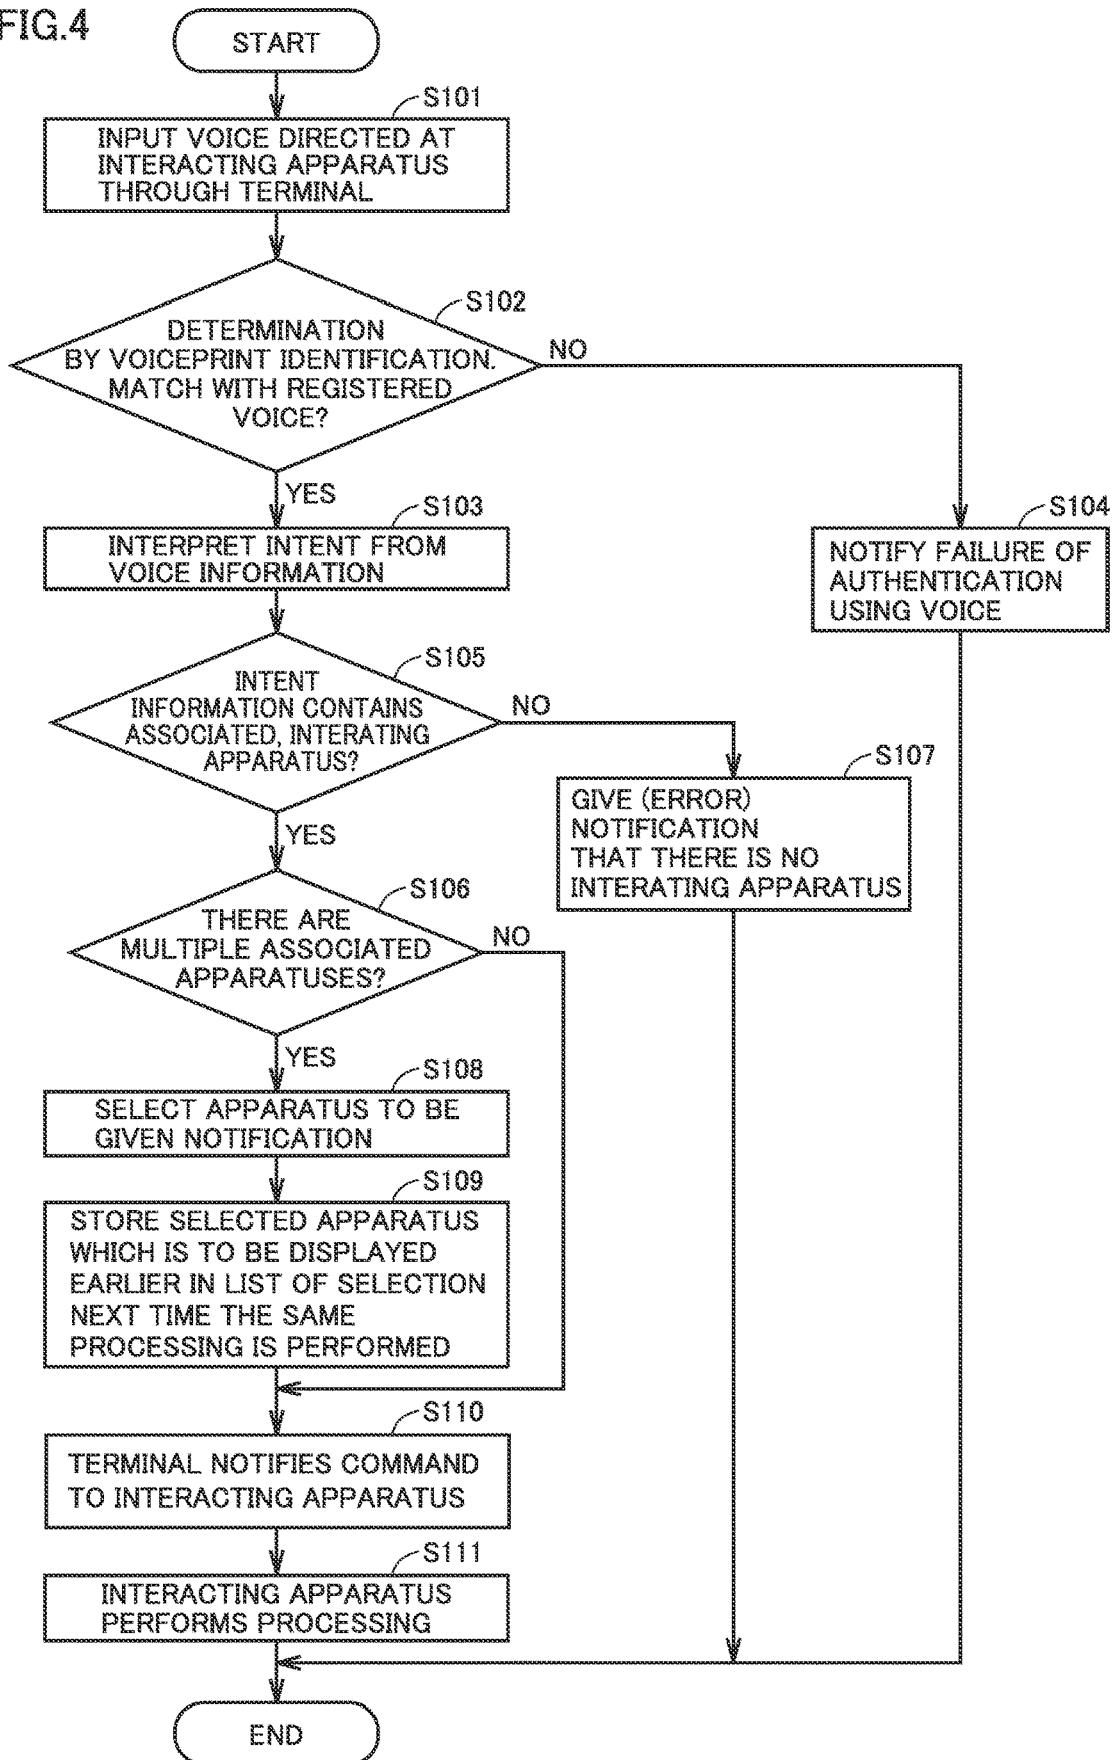 FIG.4
START
S101
INPUT VOICE DIRECTED AT
INTERACTING APPARATUS
THROUGH TERMINAL
S102
DETERMINATION
BY VOICEPRINT IDENTIFICATION.
MATCH WITH REGISTERED
VOICE?
NO
YES
S103
INTERPRET INTENT FROM
VOICE INFORMATION
S104
NOTIFY FAILURE OF
AUTHENTICATION
USING VOICE
S105
INTENT
INFORMATION CONTAINS
ASSOCIATED, INTERATING
APPARATUS?
NO
YES
S107
GIVE (ERROR)
NOTIFICATION
THAT THERE IS NO
INTERATING APPARATUS
S106
THERE ARE
MULTIPLE ASSOCIATED
APPARATUSES?
NO
YES
S108
SELECT APPARATUS TO BE
GIVEN NOTIFICATION
S109
STORE SELECTED APPARATUS
WHICH IS TO BE DISPLAYED
EARLIER IN LIST OF SELECTION
NEXT TIME THE SAME
PROCESSING IS PERFORMED
S110
TERMINAL NOTIFIES COMMAND
TO INTERACTING APPARATUS
S111
INTERACTING APPARATUS
PERFORMS PROCESSING
END